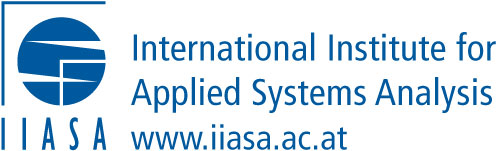 International Institute for
Applied Systems Analysis
IIASA www.iiasa.ac.at